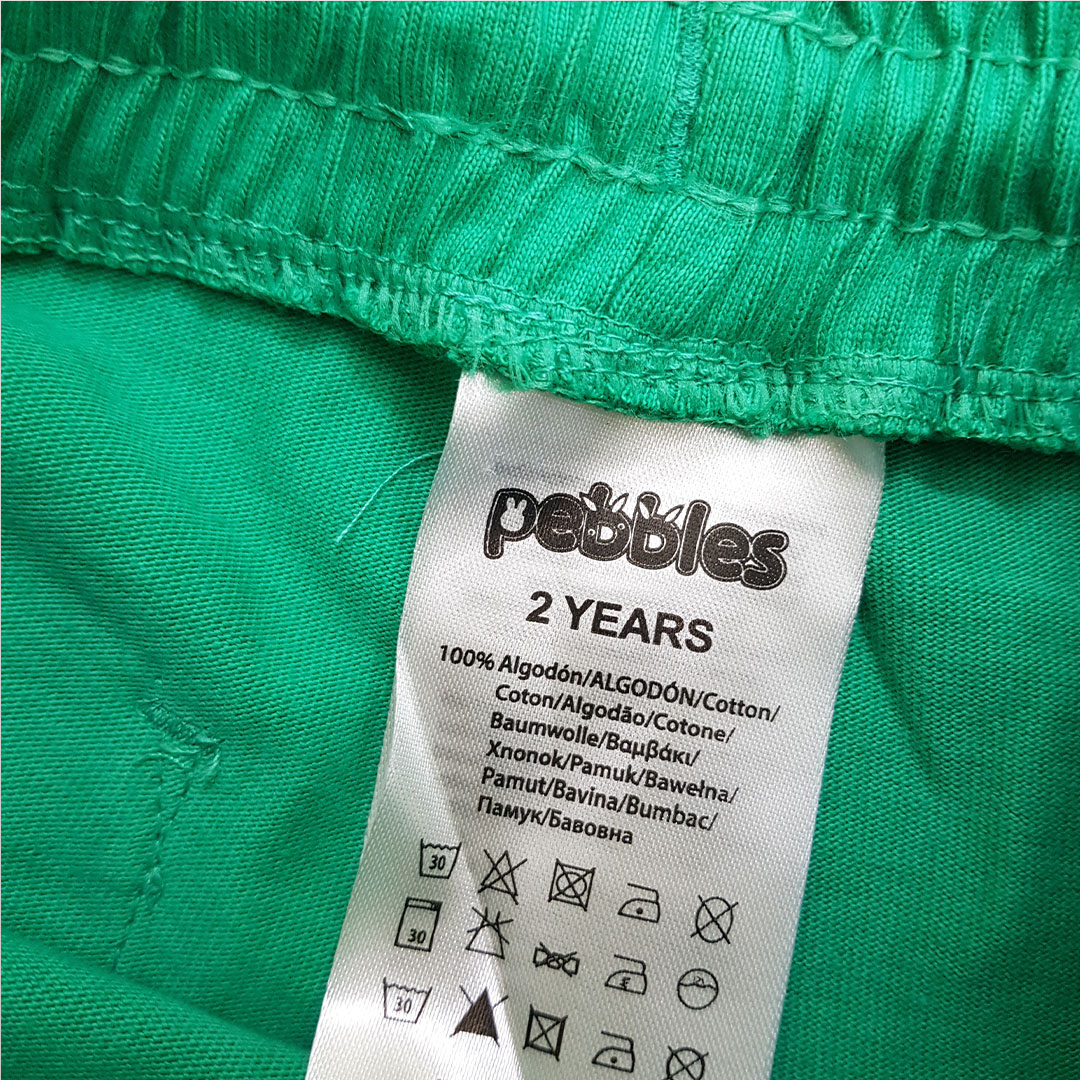 pebbles
2 YEARS
100% Algodón/ALGODÓN/Cotton/
Coton/Algodão/Cotone/
Baumwolle/Βαμβάκι/
Xnonok/Pamuk/Bawełna/
Pamut/Bavina/Bumbac/
Памук/Бавовна
30
30
30